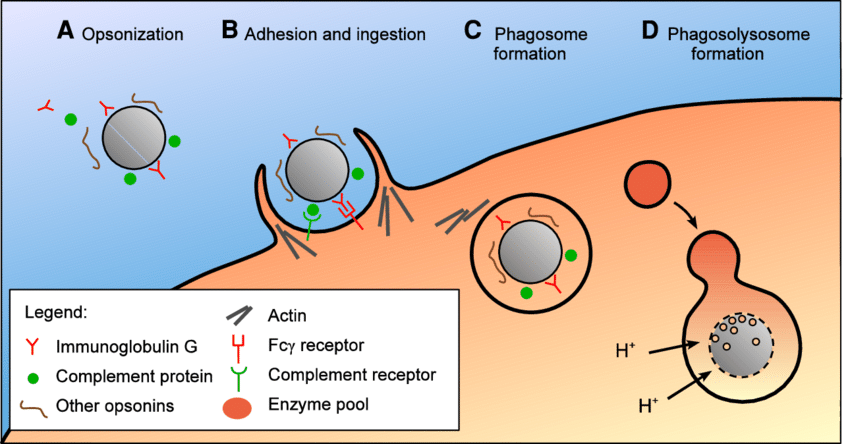 A Opsonization
B Adhesion and ingestion
C Phagosome
formation
D Phagosolysosome
formation
Legend:
Immunoglobulin G
Complement protein
Other opsonins
Actin
Fcγ receptor
Complement receptor
Enzyme pool
H⁺
H⁺